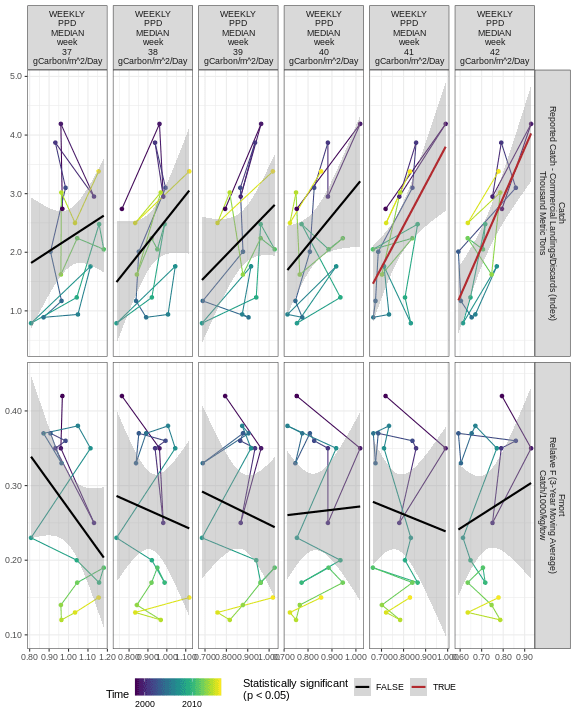 WEEKLY WEEKLY WEEKLY WEEKLY WEEKLY WEEKLY
PPD PPD PPD PPD PPD PPD
MEDIAN MEDIAN MEDIAN MEDIAN MEDIAN MEDIAN
week week week week week week
37 38 39 40 41 42
gCarbon/m^2/Day gCarbon/m^2/Day gCarbon/m^2/Day gCarbon/m^2/Day gCarbon/m^2/Day gCarbon/m^2/Day
5.0
4.0
3.0
2.0
1.0
Catch
Reported Catch - Commercial Landings/Discards (Index)
Thousand Metric Tons
0.40
0.30
0.20
0.10
Fmort
Relative F (3-Year Moving Average)
Catch/1000/kg/tow
0.80 0.90 1.00 1.10 1.20 0.800 0.900 1.000 1.100 0.700 0.800 0.900 1.000 0.700 0.800 0.900 1.000 0.700 0.800 0.900 1.000 0.60 0.70 0.80 0.90
Time
2000 2010
Statistically significant
(p < 0.05)
FALSE TRUE